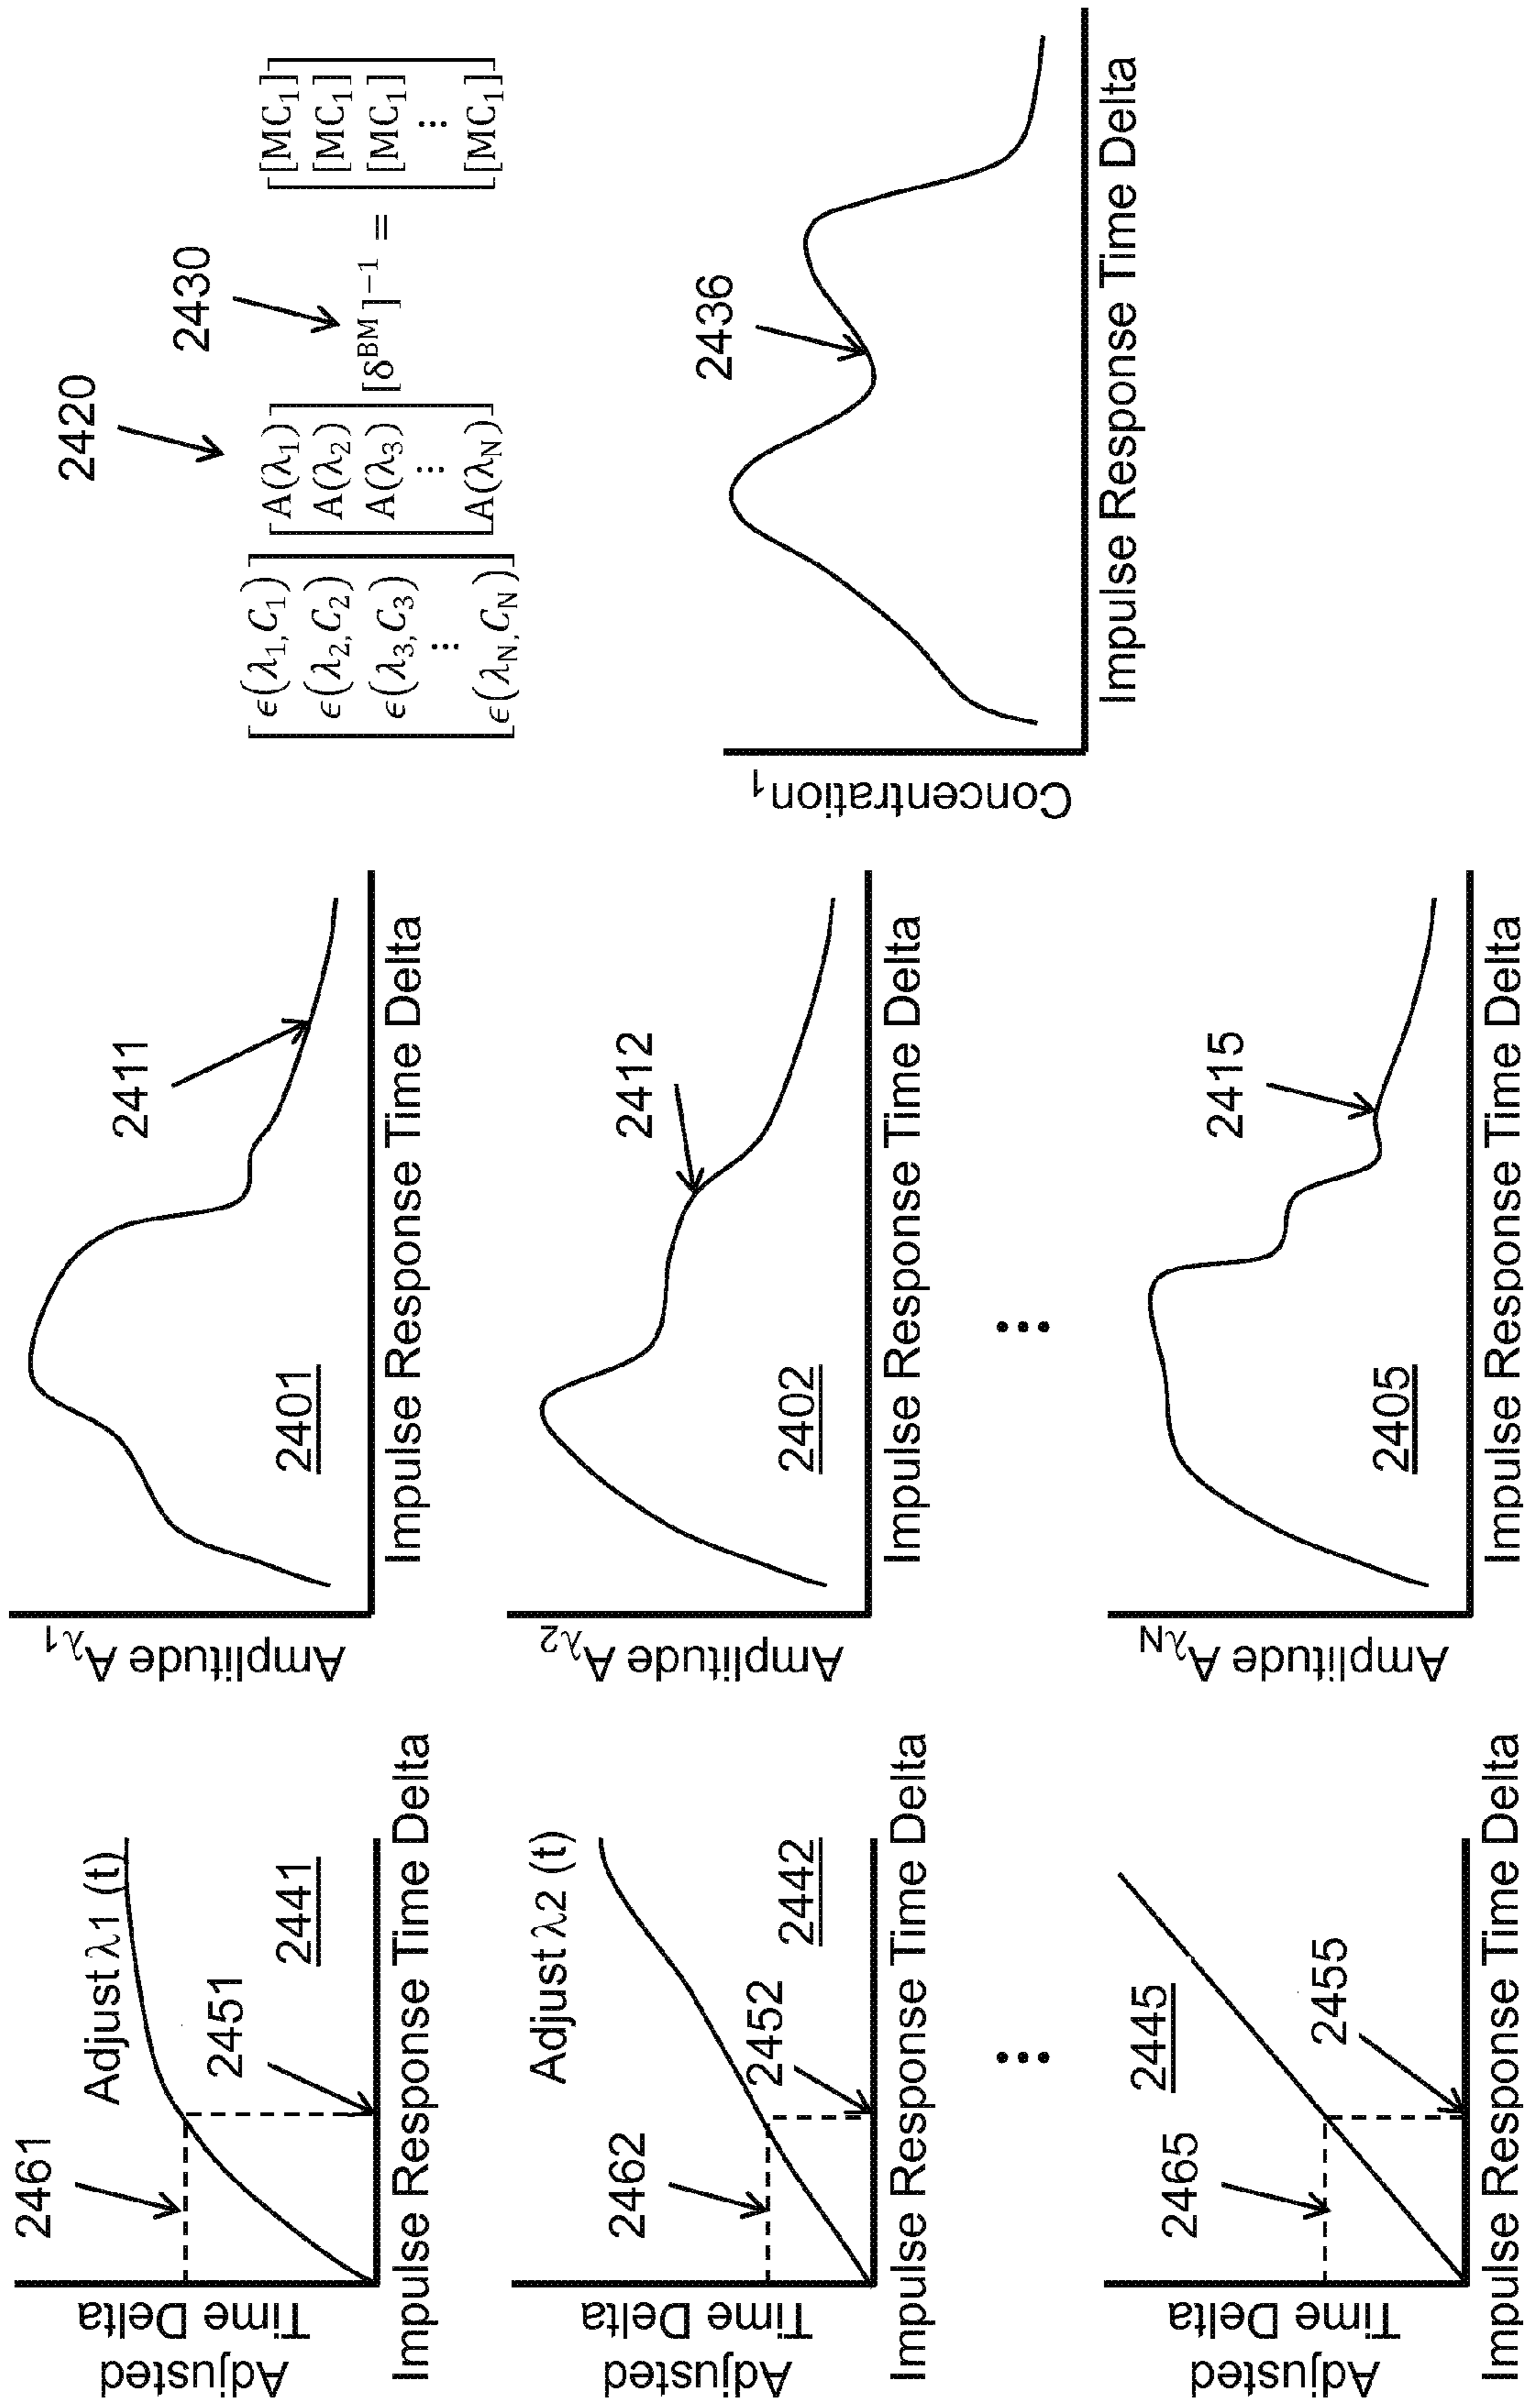 Adjusted
Time Delta
2461
Adjust λ1 (t)
2451
2441
Impulse Response Time Delta
Adjusted
Time Delta
2462
Adjust λ2 (t)
2452
2442
Impulse Response Time Delta
Adjusted
Time Delta
2465
2445
2455
Impulse Response Time Delta
Amplitude Aλ1
2401
2411
Impulse Response Time Delta
Amplitude Aλ2
2402
2412
Impulse Response Time Delta
Amplitude AλN
2405
2415
Impulse Response Time Delta
2420
2430
[ϵ(λ₁,C₁)] [A(λ₁)] [[MC₁]]
ϵ(λ₂,C₂) A(λ₂) [MC₁]
ϵ(λ₃,C₃) A(λ₃) [δᴮᴹ]⁻¹ = [MC₁]
⋮ ⋮ ⋮
ϵ(λN,CN) A(λN) [MC₁]
Concentration₁
2436
Impulse Response Time Delta